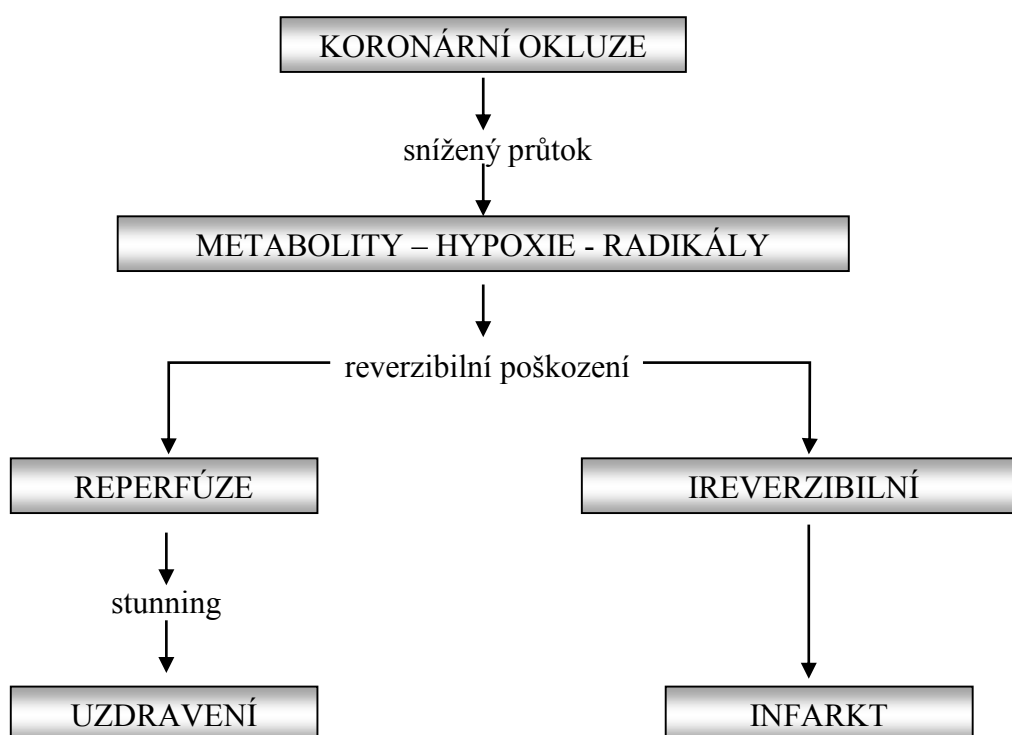 KORONÁRNÍ OKLUZE
snížený průtok
METABOLITY – HYPOXIE - RADIKÁLY
reverzibilní poškození
REPERFÚZE
IREVERZIBILNÍ
stunning
UZDRAVENÍ
INFARKT